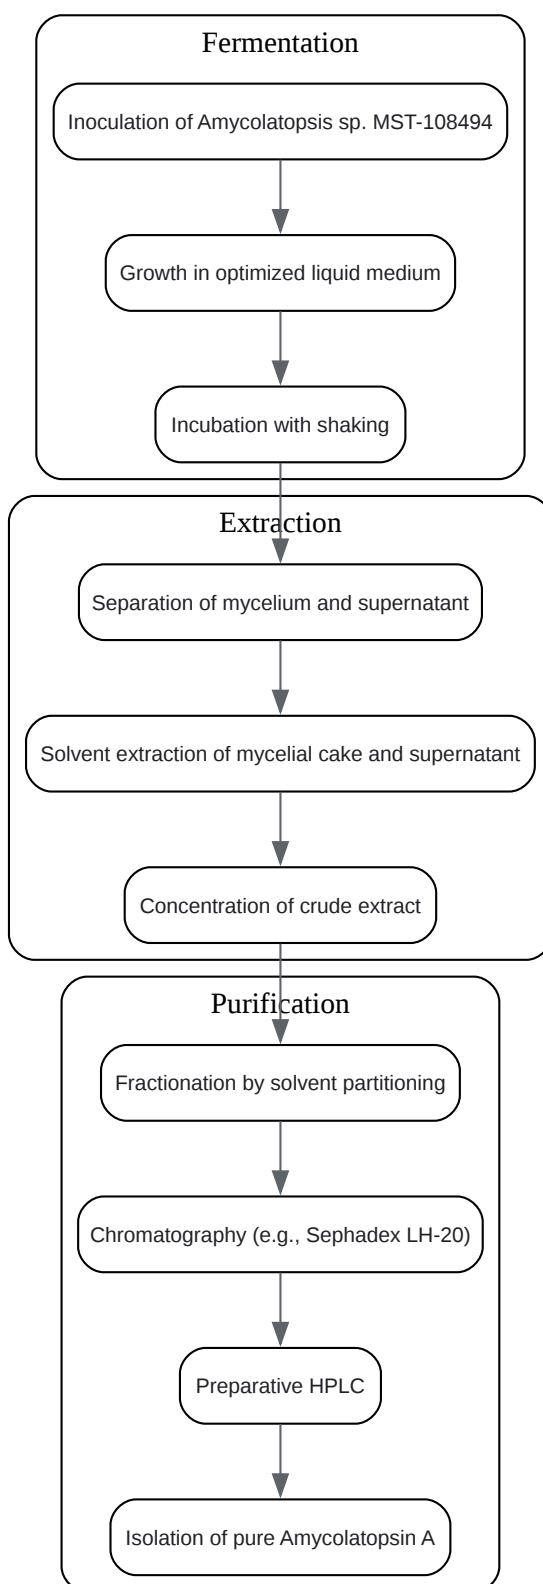 Fermentation
Inoculation of Amycolatopsis sp. MST-108494
Growth in optimized liquid medium
Incubation with shaking
Extraction
Separation of mycelium and supernatant
Solvent extraction of mycelial cake and supernatant
Concentration of crude extract
Purification
Fractionation by solvent partitioning
Chromatography (e.g., Sephadex LH-20)
Preparative HPLC
Isolation of pure Amycolatopsin A